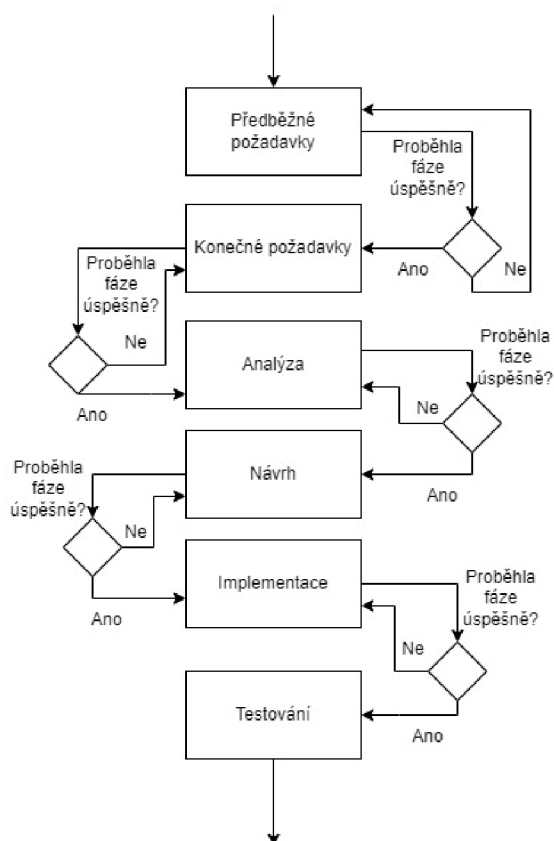 Předběžné
požadavky
Proběhla
fáze
úspěšně?
Konečné požadavky
Ano
Ne
Proběhla
fáze
úspěšně?
Ne
Ano
Analýza
Proběhla
fáze
úspěšně?
Ne
Ano
Návrh
Proběhla
fáze
úspěšně?
Ne
Ano
Implementace
Proběhla
fáze
úspěšně?
Ne
Ano
Testování